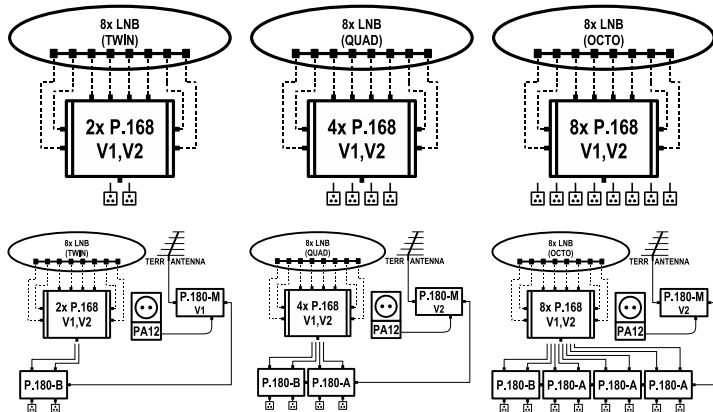 8x LNB
(TWIN)
2x P.168
V1,V2
8x LNB
(QUAD)
4x P.168
V1,V2
8x LNB
(OCTO)
8x P.168
V1,V2
8x LNB
(TWIN)
TERR ANTENNA
2x P.168
V1,V2
PA12
P.180-M
V1
P.180-B
8x LNB
(QUAD)
TERR ANTENNA
4x P.168
V1,V2
PA12
P.180-M
V2
P.180-B
P.180-A
8x LNB
(OCTO)
TERR ANTENNA
8x P.168
V1,V2
PA12
P.180-M
V2
P.180-B
P.180-A
P.180-A
P.180-A